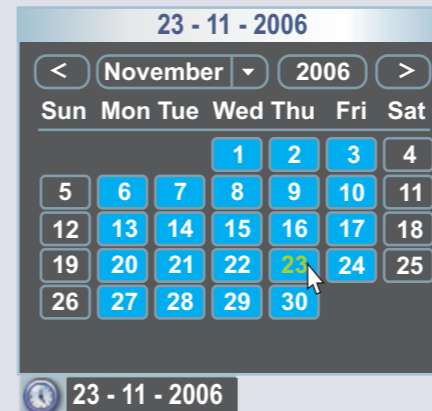 23 - 11 - 2006
< November 2006 >
Sun Mon Tue Wed Thu Fri Sat
1 2 3 4
5 6 7 8 9 10 11
12 13 14 15 16 17 18
19 20 21 22 23 24 25
26 27 28 29 30
23 - 11 - 2006